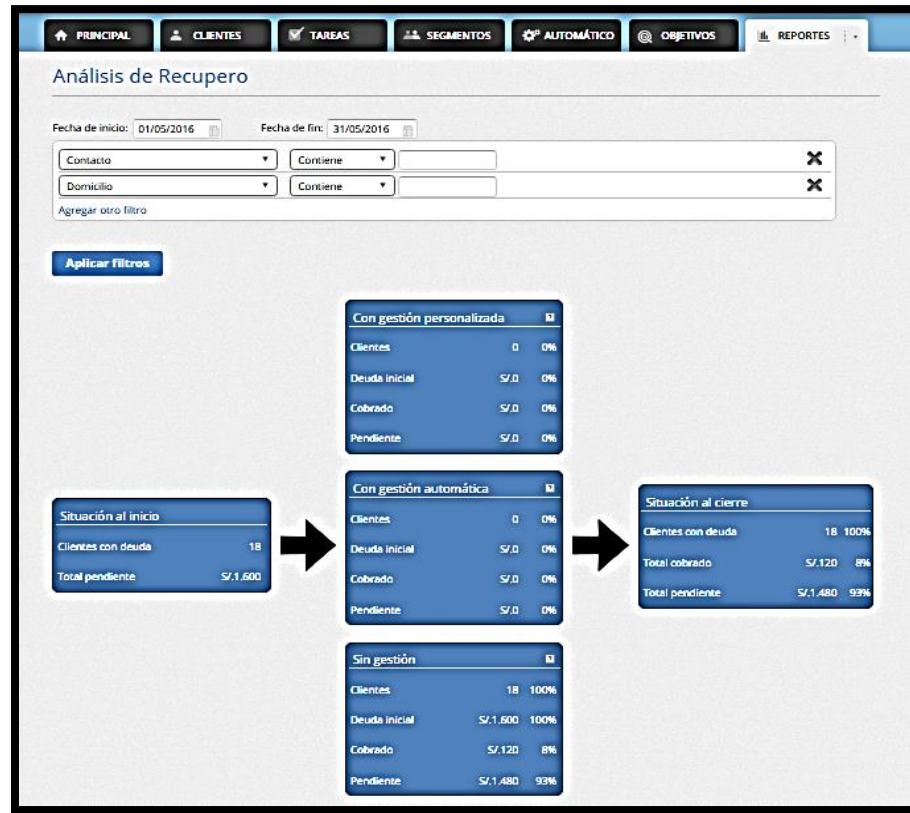 PRINCIPAL CLIENTES TAREAS SEGMENTOS AUTOMÁTICO OBJETIVOS REPORTES
Análisis de Recupero
Fecha de inicio: 01/05/2016 Fecha de fin: 31/05/2016
Contacto Contiene
Domicilio Contiene
Agregar otro filtro
Aplicar filtros
Con gestión personalizada
Clientes 0 0%
Deuda inicial S/.0 0%
Cobrado S/.0 0%
Pendiente S/.0 0%
Situación al inicio
Clientes con deuda 18
Total pendiente S/.1.600
Con gestión automática
Clientes 0 0%
Deuda inicial S/.0 0%
Cobrado S/.0 0%
Pendiente S/.0 0%
Situación al cierre
Clientes con deuda 18 100%
Total cobrado S/.120 8%
Total pendiente S/.1.480 93%
Sin gestión
Clientes 18 100%
Deuda inicial S/.1.600 100%
Cobrado S/.120 8%
Pendiente S/.1.480 93%